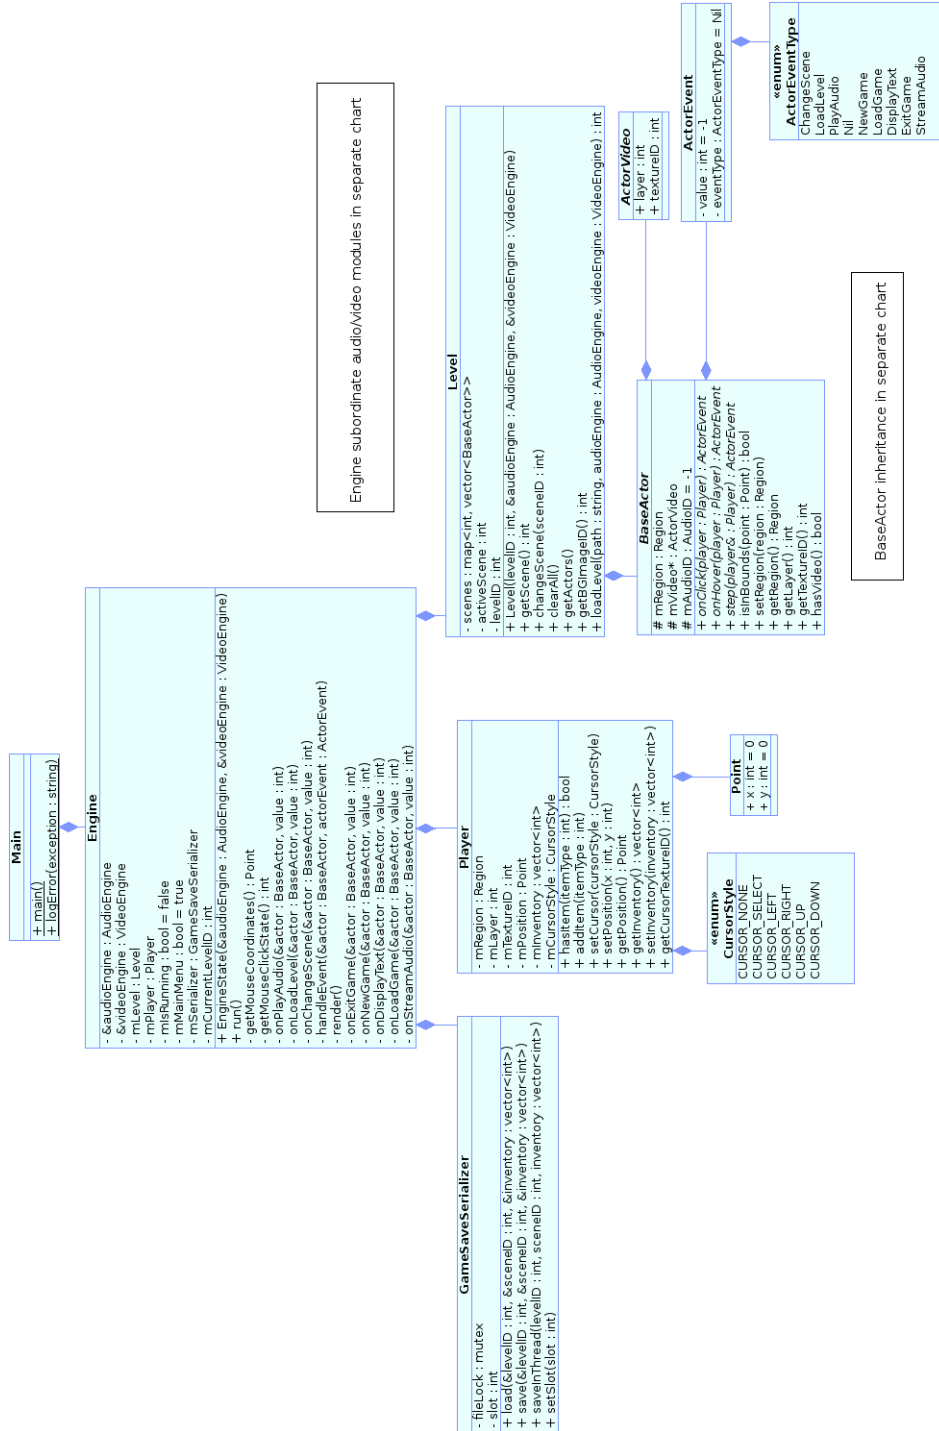 Main
+ main()
+ logError(exception : string)
Engine
- &audioEngine : AudioEngine
- &videoEngine : VideoEngine
- mLevel : Level
- mPlayer : Player
- mIsRunning : bool = false
- mMainMenu : bool = true
- mSerializer : GameSaveSerializer
- mCurrentLevelID : int
+ EngineState(&audioEngine : AudioEngine, &videoEngine : VideoEngine)
+ run()
- getMouseCoordinates() : Point
- getMouseClickState() : int
- onPlayAudio(&actor : BaseActor, value : int)
- onLoadLevel(&actor : BaseActor, value : int)
- onChangeScene(&actor : BaseActor, value : int)
- handleEvent(&actor : BaseActor, actorEvent : ActorEvent)
- render()
- onExitGame(&actor : BaseActor, value : int)
- onNewGame(&actor : BaseActor, value : int)
- onDisplayText(&actor : BaseActor, value : int)
- onLoadGame(&actor : BaseActor, value : int)
- onStreamAudio(&actor : BaseActor, value : int)
Engine subordinate audio/video modules in separate chart
GameSaveSerializer
- fileLock : mutex
- slot : int
+ load(&levelID : int, &sceneID : int, &inventory : vector<int>)
+ save(&levelID : int, &sceneID : int, &inventory : vector<int>)
+ saveInThread(levelID : int, sceneID : int, inventory : vector<int>)
+ setSlot(slot : int)
Player
- mRegion : Region
- mLayer : int
- mTextureID : int
- mPosition : Point
- mInventory : vector<int>
- mCursorStyle : CursorStyle
+ hasItem(itemType : int) : bool
+ addItem(itemType : int)
+ setCursor(cursorStyle : CursorStyle)
+ setPosition(x : int, y : int)
+ getPosition() : Point
+ getInventory() : vector<int>
+ setInventory(inventory : vector<int>)
+ getCursorTextureID() : int
Level
- scenes : map<int, vector<BaseActor>>
- activeScene : int
- levelID : int
+ Level(levelID : int, &audioEngine : AudioEngine, &videoEngine : VideoEngine)
+ getScene() : int
+ changeScene(sceneID : int)
+ clearAll()
+ getActors()
+ getBGimageID() : int
+ loadLevel(path : string, audioEngine : AudioEngine, videoEngine : VideoEngine) : int
«enum»
CursorStyle
CURSOR_NONE
CURSOR_SELECT
CURSOR_LEFT
CURSOR_RIGHT
CURSOR_UP
CURSOR_DOWN
Point
+ x : int = 0
+ y : int = 0
BaseActor
# mRegion : Region
# mVideo* : ActorVideo
# mAudioID : AudioID = -1
+ onClick(player : Player) : ActorEvent
+ onHover(player : Player) : ActorEvent
+ step(player& : Player) : ActorEvent
+ isInBounds(point : Point) : bool
+ setRegion(region : Region)
+ getRegion() : Region
+ getLayer() : int
+ getTextureID() : int
+ hasVideo() : bool
ActorVideo
+ layer : int
+ textureID : int
ActorEvent
- value : int = -1
- eventType : ActorEventType = Nil
«enum»
ActorEventType
ChangeScene
LoadLevel
PlayAudio
Nil
NewGame
LoadGame
DisplayText
ExitGame
StreamAudio
BaseActor inheritance in separate chart